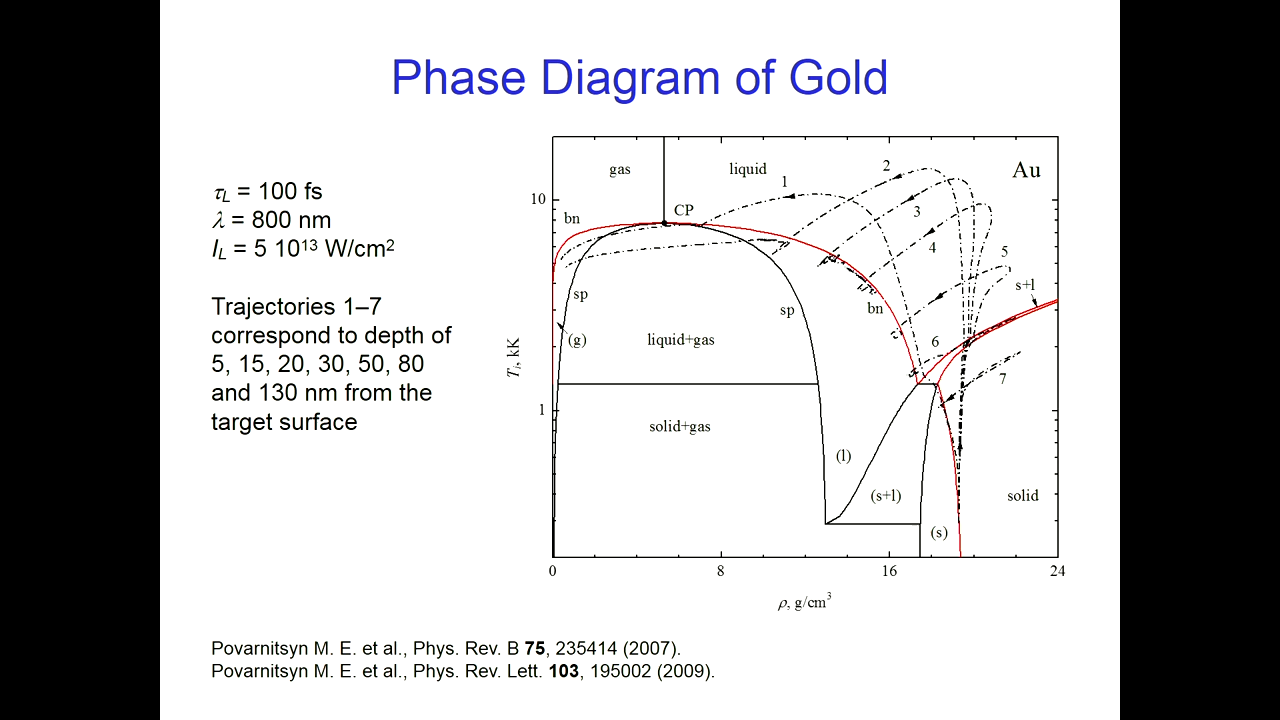 Phase Diagram of Gold
τL = 100 fs
λ = 800 nm
IL = 5 10¹³ W/cm²
Trajectories 1–7
correspond to depth of
5, 15, 20, 30, 50, 80
and 130 nm from the
target surface
gas
liquid
Au
1
2
3
4
5
6
7
10
1
bn
CP
s+l
sp
sp
bn
(g)
liquid+gas
solid+gas
(l)
(s+l)
(s)
solid
Ti, kK
0
8
16
24
ρ, g/cm³
Povarnitsyn M. E. et al., Phys. Rev. B 75, 235414 (2007).
Povarnitsyn M. E. et al., Phys. Rev. Lett. 103, 195002 (2009).